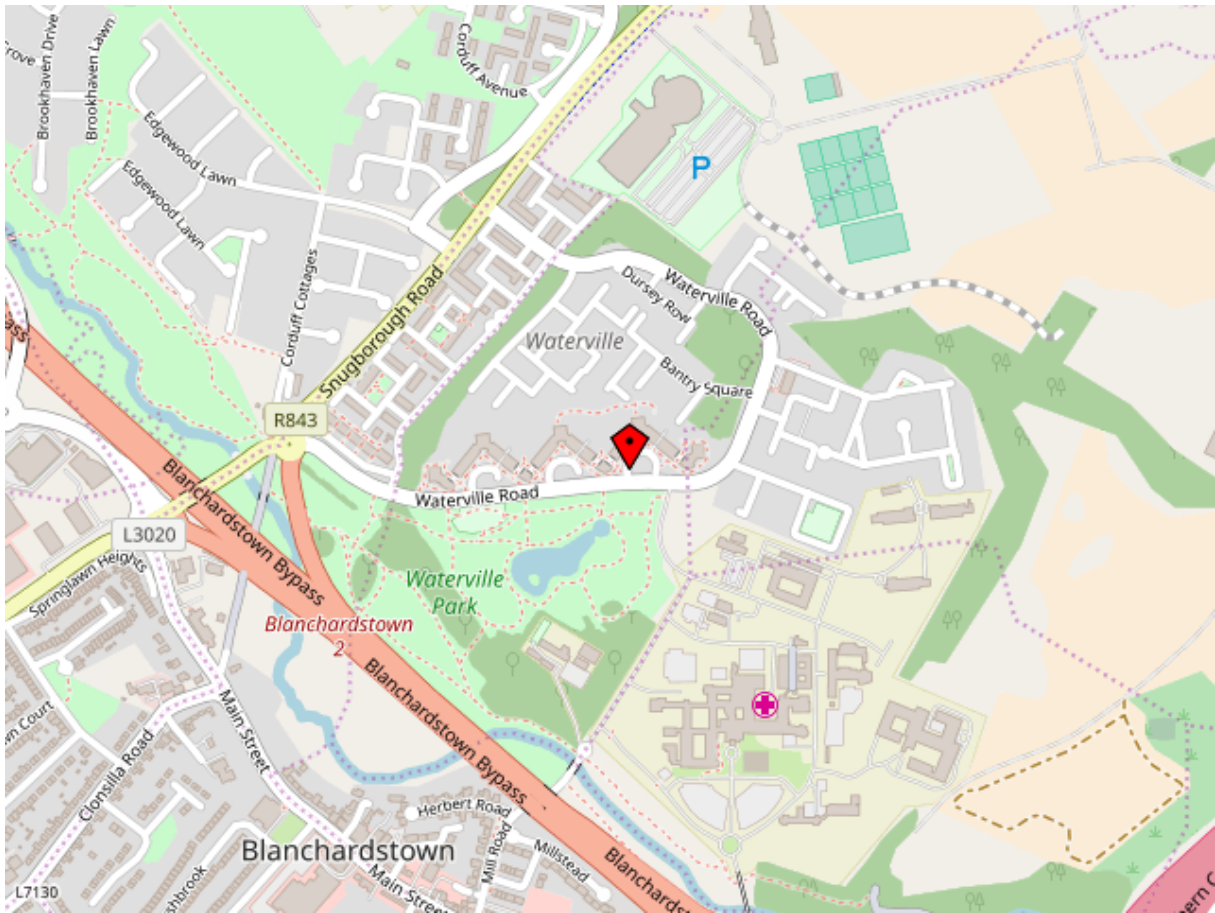 Grove
Brookhaven Drive
Brookhaven Lawn
Corduff Avenue
Edgewood Lawn
Edgewood Lawn
P
Corduff Cottages
Snugborough Road
Dursey Row
Waterville Road
Waterville
Bantry Square
R843
Waterville Road
L3020
Blanchardstown Bypass
Springlawn Heights
Waterville
Park
Blanchardstown
2
Blanchardstown Bypass
Main Street
Clonsilla Road
Herbert Road
Mill Road
Millstead
Blanchardstown
Main Street
L7130